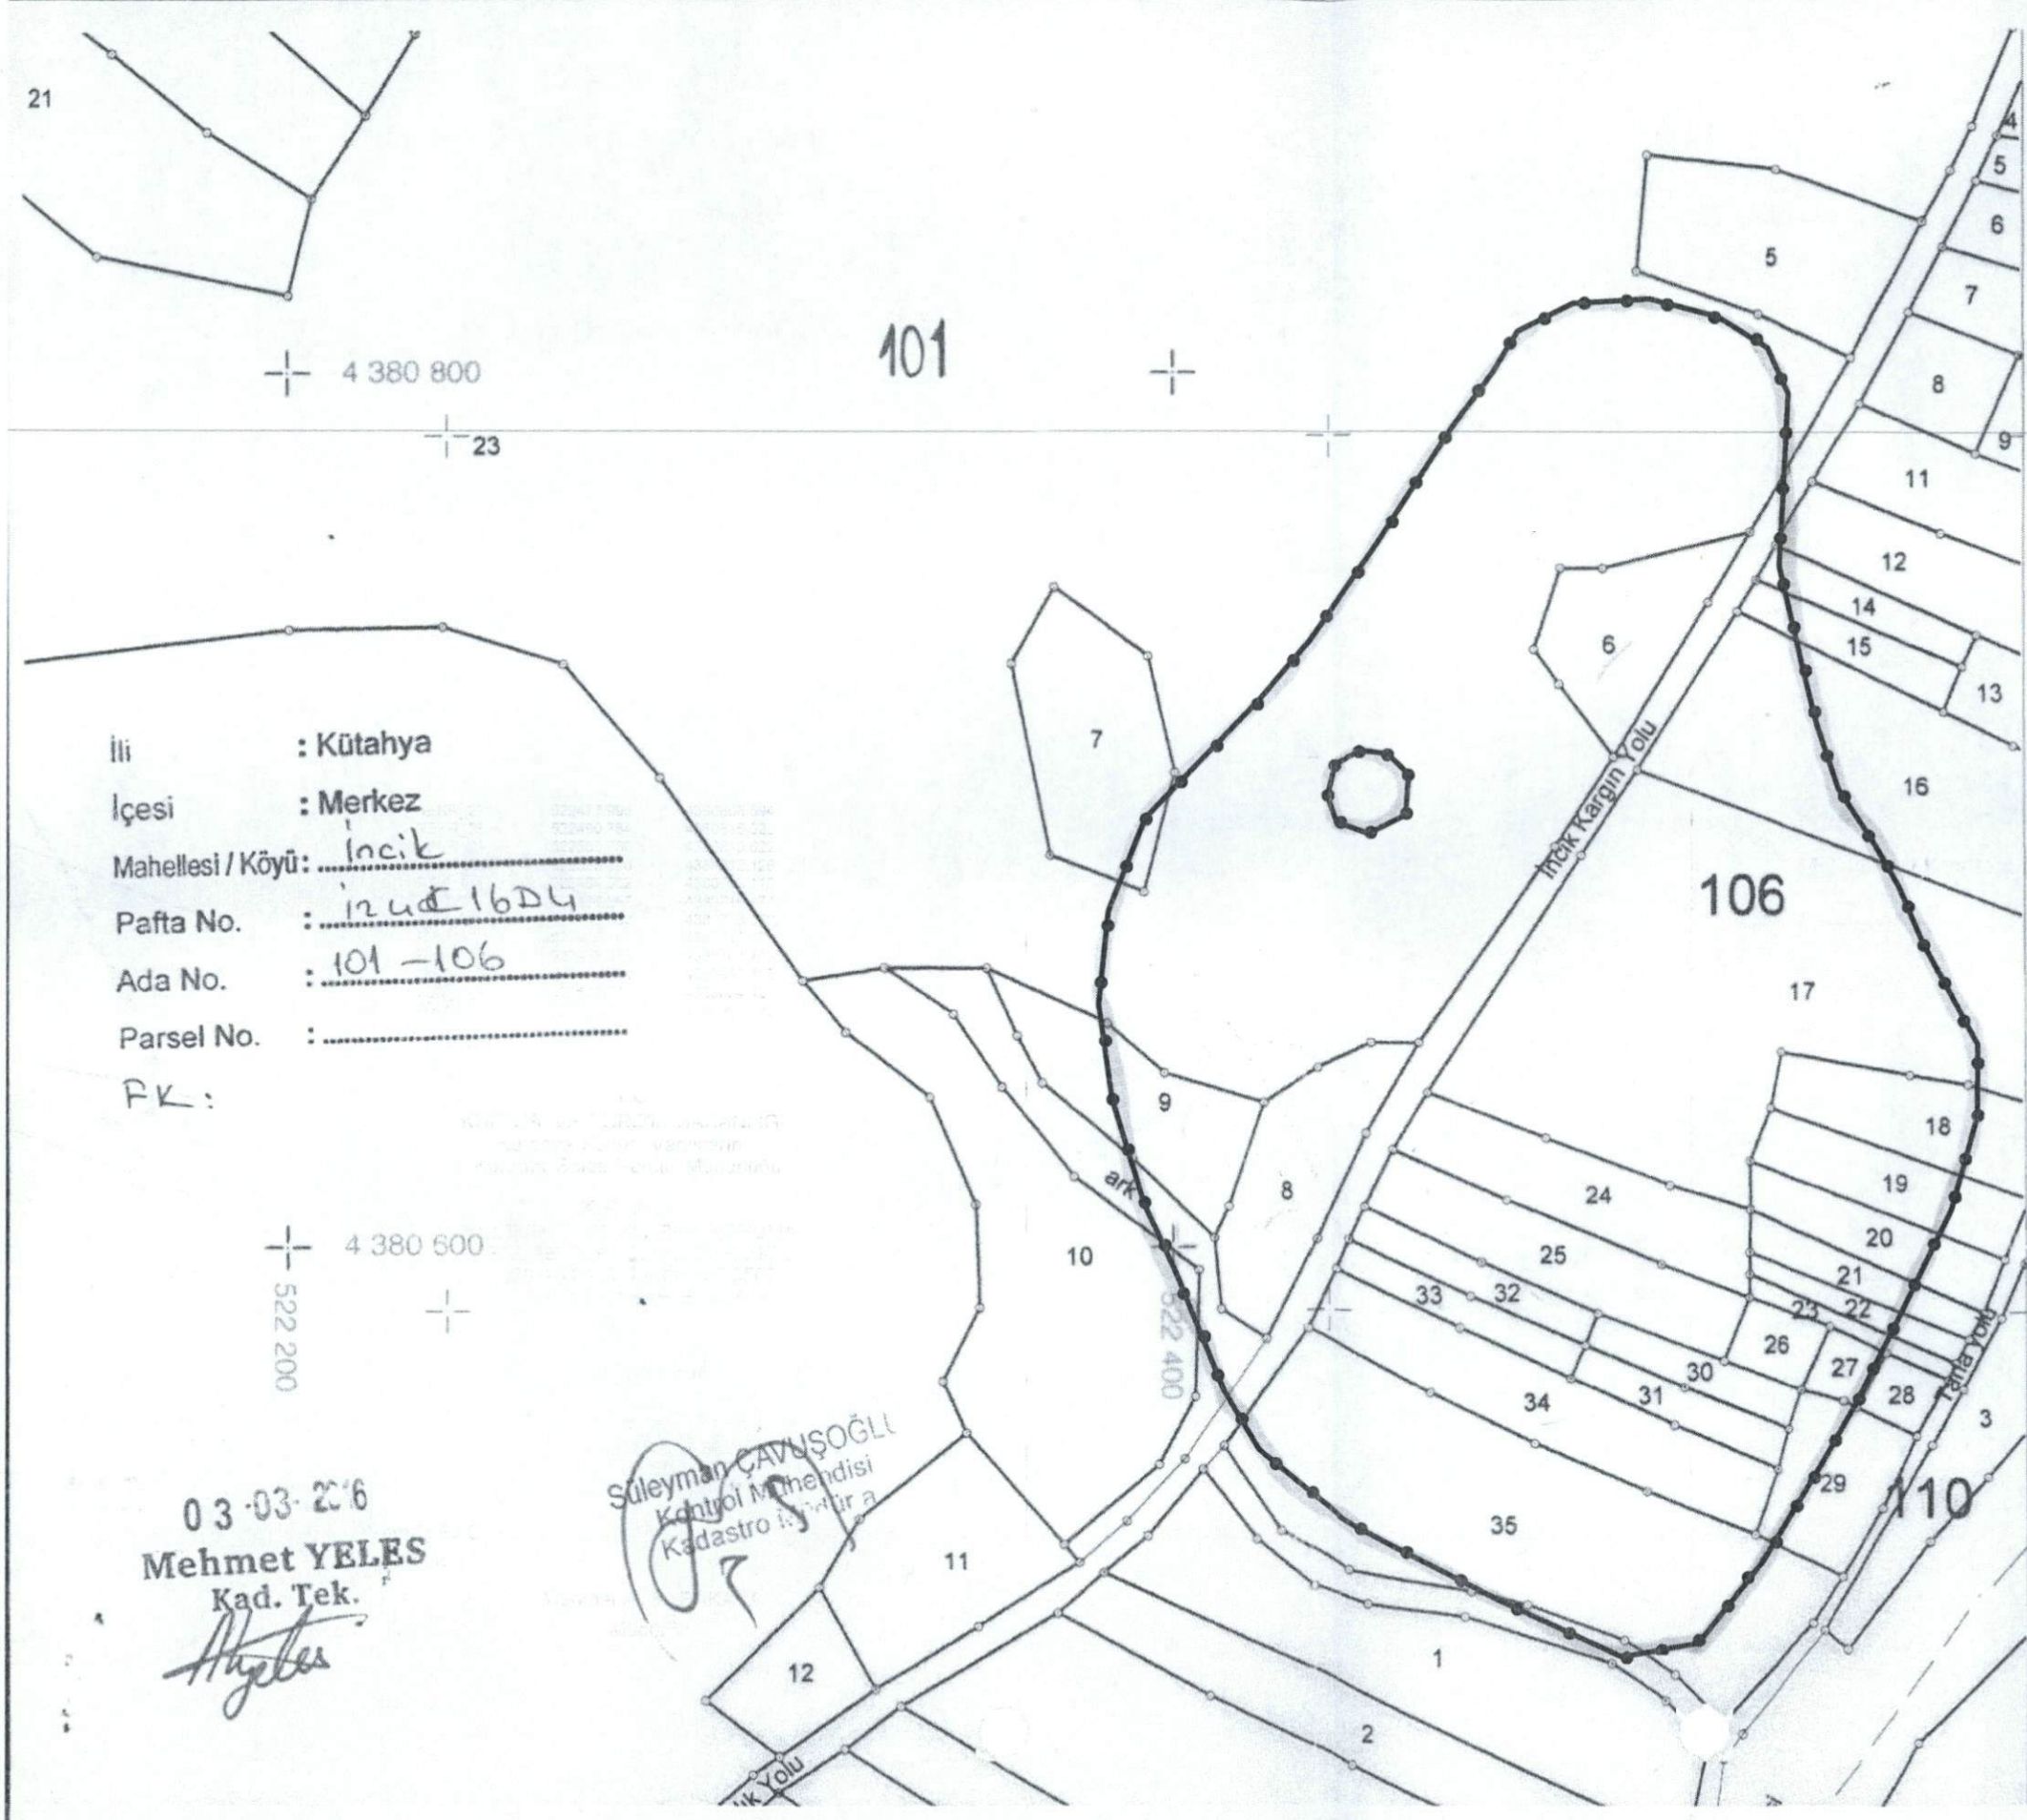 21
4
5
6
5
7
101
4 380 800
8
23
9
11
12
14
6
15
13
7
İli : Kütahya
16
İçesi : Merkez
Mahellesi / Köyü: İncik
İncik Kargın Yolu
106
Pafta No. :
Ada No. : 101 - 106
17
Parsel No. :
FK :
9
18
ark
8
24
19
4 380 600
10
25
20
21
33
32
23
22
522 200
522 400
26
27
30
31
28
34
Tarla yolu
3
Süleyman ÇAVUŞOĞLU
Kontrol Mühendisi
Kadastro
29
110
03-03-2016
35
Mehmet YELES
11
Kad. Tek.
1
12
2
Yolu